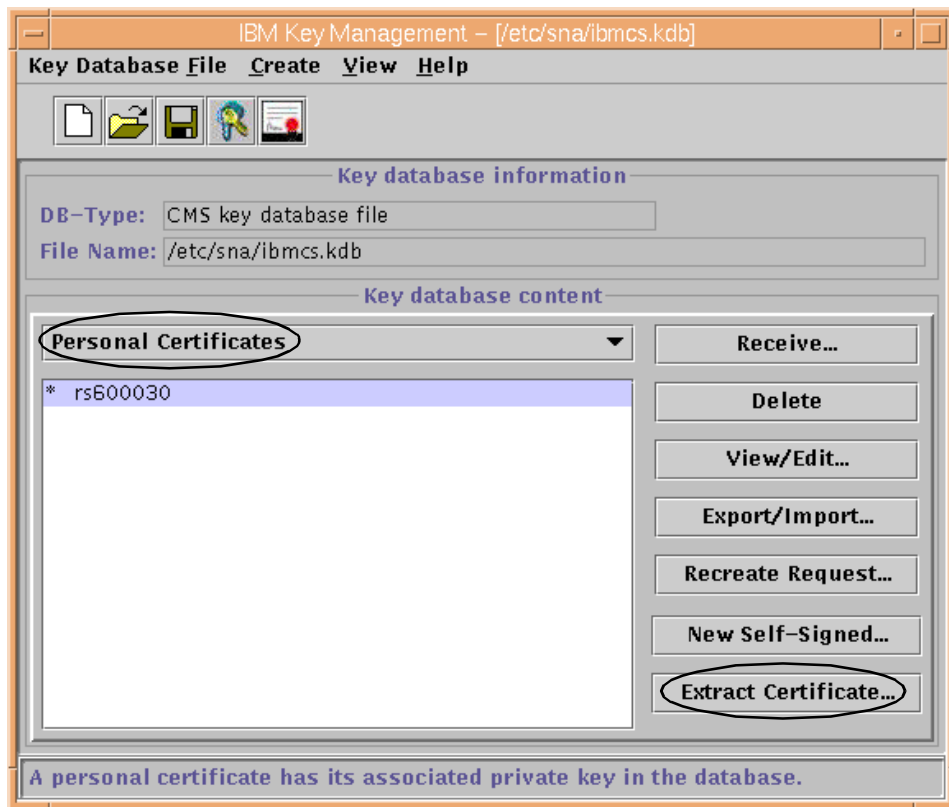 IBM Key Management – [/etc/sna/ibmcs.kdb]
Key Database File Create View Help
Key database information
DB–Type: CMS key database file
File Name: /etc/sna/ibmcs.kdb
Key database content
Personal Certificates
Receive...
* rs600030
Delete
View/Edit...
Export/Import...
Recreate Request...
New Self–Signed...
Extract Certificate...
A personal certificate has its associated private key in the database.